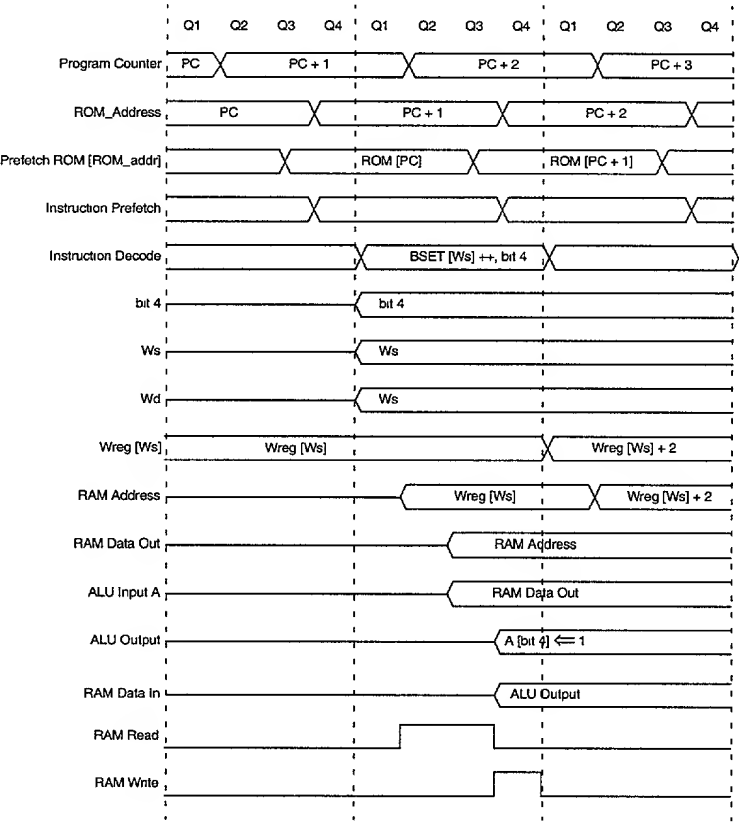 Q1 Q2 Q3 Q4 Q1 Q2 Q3 Q4 Q1 Q2 Q3 Q4
Program Counter PC PC + 1 PC + 2 PC + 3
ROM_Address PC PC + 1 PC + 2
Prefetch ROM [ROM_addr] ROM [PC] ROM [PC + 1]
Instruction Prefetch
Instruction Decode BSET [Ws] ++, bit 4
bit 4 bit 4
Ws Ws
Wd Ws
Wreg [Ws] Wreg [Ws] Wreg [Ws] + 2
RAM Address Wreg [Ws] Wreg [Ws] + 2
RAM Data Out RAM Address
ALU Input A RAM Data Out
ALU Output A [bit 4] ⟸ 1
RAM Data In ALU Output
RAM Read
RAM Write